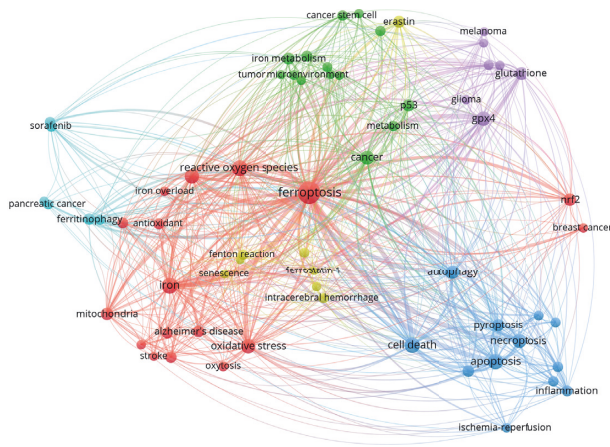 cancer stem cell
erastin
melanoma
iron metabolism
tumor microenvironment
glutathione
glioma
p53
gpx4
sorafenib
metabolism
cancer
reactive oxygen species
iron overload
ferroptosis
nrf2
pancreatic cancer
ferritinophagy
antioxidant
breast cancer
fenton reaction
senescence
ferrostatin-1
autophagy
iron
intracerebral hemorrhage
mitochondria
alzheimer's disease
pyroptosis
stroke
oxidative stress
cell death
necroptosis
oxytosis
apoptosis
inflammation
ischemia-reperfusion